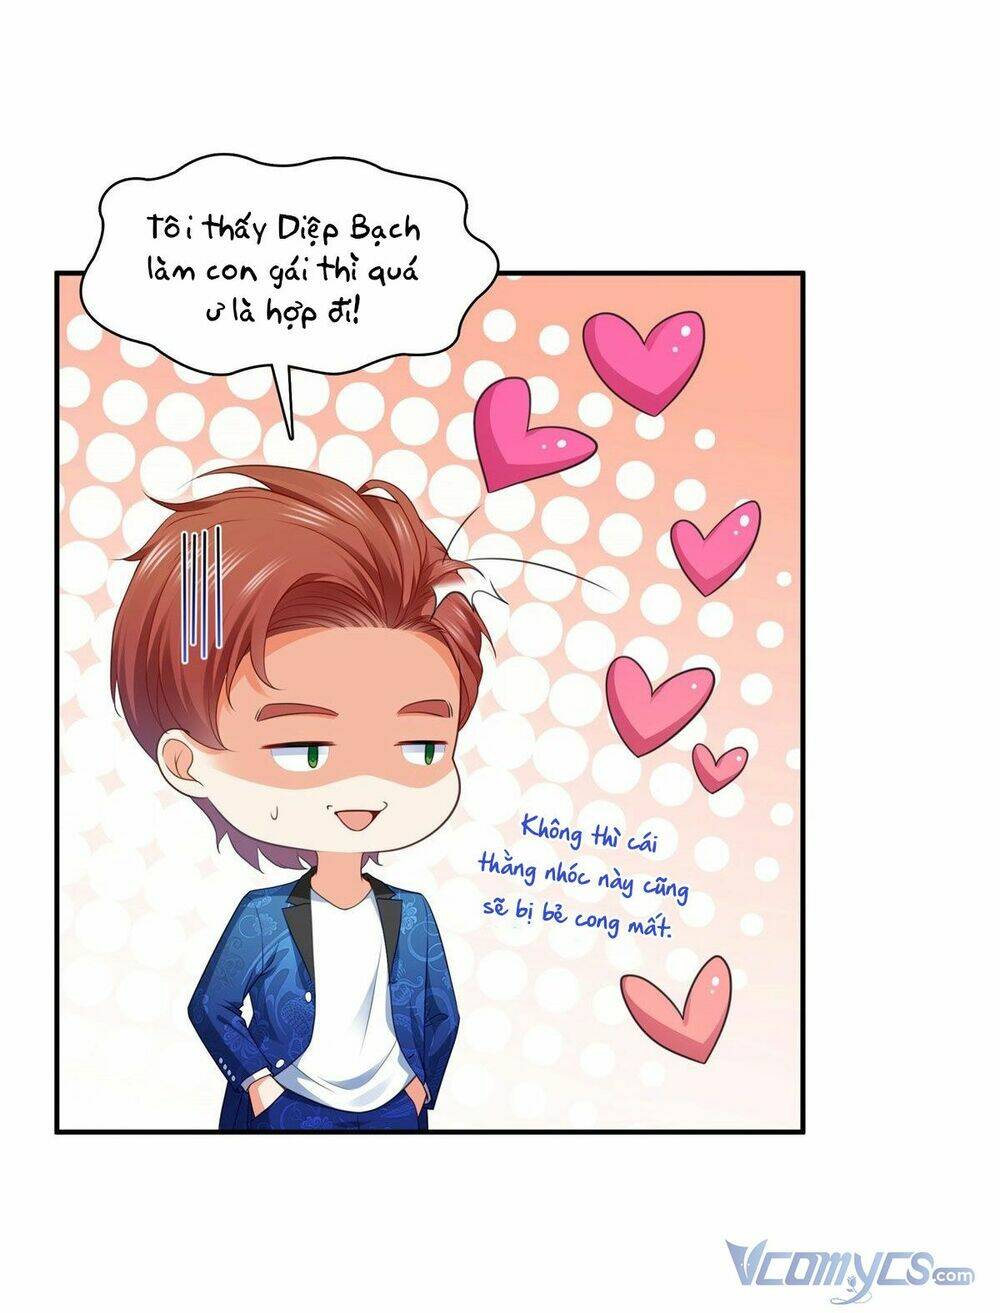 Tôi thấy Diệp Bạch
làm con gái thì quá
ư là hợp đi!
Không thì cái
thằng nhóc này cũng
sẽ bị bẻ cong mất.
Vcomycs.com